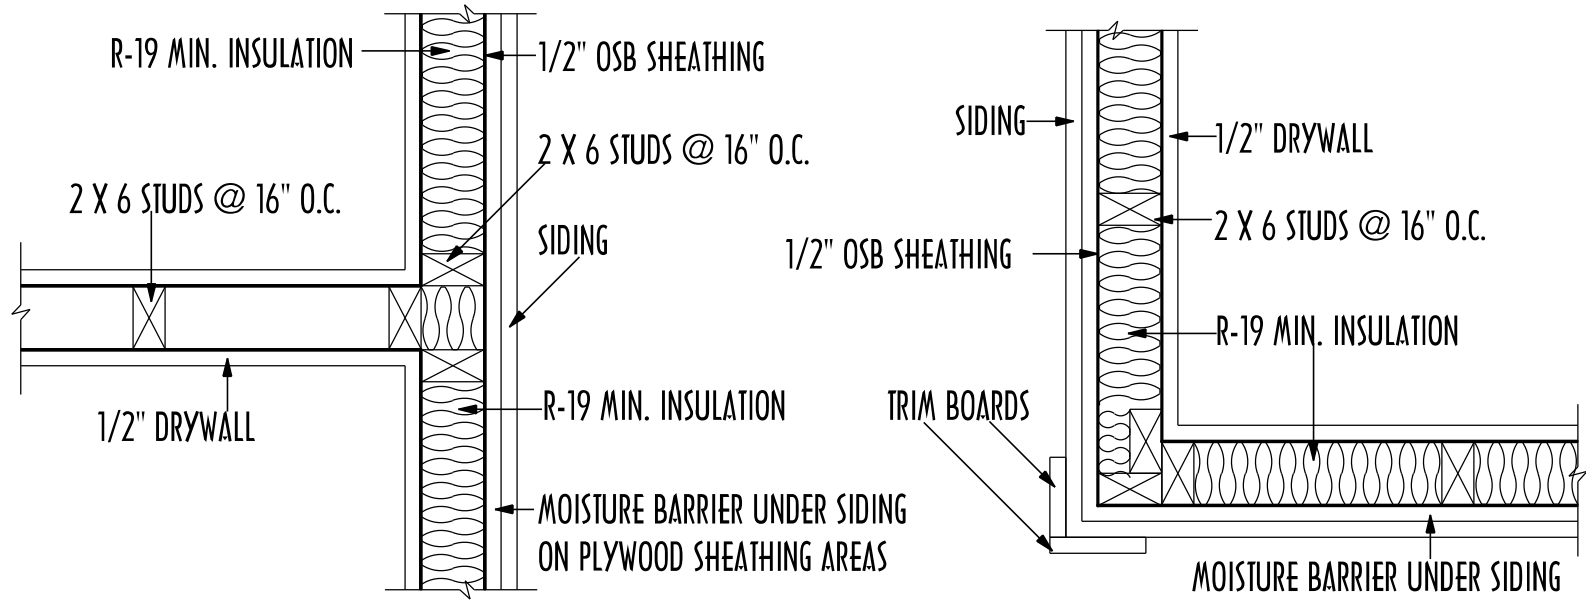 R-19 MIN. INSULATION
1/2" OSB SHEATHING
2 X 6 STUDS @ 16" O.C.
2 X 6 STUDS @ 16" O.C.
SIDING
1/2" DRYWALL
R-19 MIN. INSULATION
MOISTURE BARRIER UNDER SIDING
ON PLYWOOD SHEATHING AREAS
SIDING
1/2" DRYWALL
2 X 6 STUDS @ 16" O.C.
1/2" OSB SHEATHING
R-19 MIN. INSULATION
TRIM BOARDS
MOISTURE BARRIER UNDER SIDING